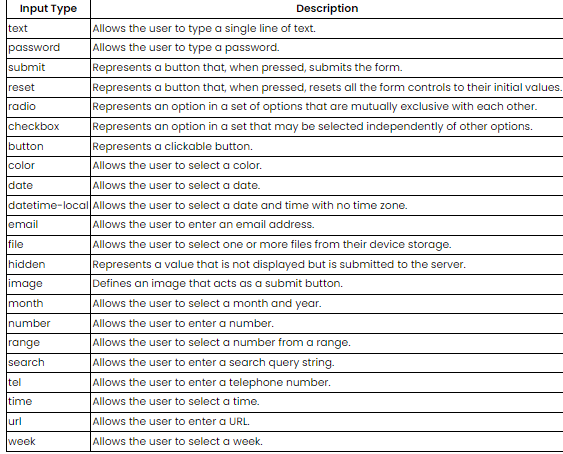 Input Type Description
text Allows the user to type a single line of text.
password Allows the user to type a password.
submit Represents a button that, when pressed, submits the form.
reset Represents a button that, when pressed, resets all the form controls to their initial values.
radio Represents an option in a set of options that are mutually exclusive with each other.
checkbox Represents an option in a set that may be selected independently of other options.
button Represents a clickable button.
color Allows the user to select a color.
date Allows the user to select a date.
datetime-local Allows the user to select a date and time with no time zone.
email Allows the user to enter an email address.
file Allows the user to select one or more files from their device storage.
hidden Represents a value that is not displayed but is submitted to the server.
image Defines an image that acts as a submit button.
month Allows the user to select a month and year.
number Allows the user to enter a number.
range Allows the user to select a number from a range.
search Allows the user to enter a search query string.
tel Allows the user to enter a telephone number.
time Allows the user to select a time.
url Allows the user to enter a URL.
week Allows the user to select a week.